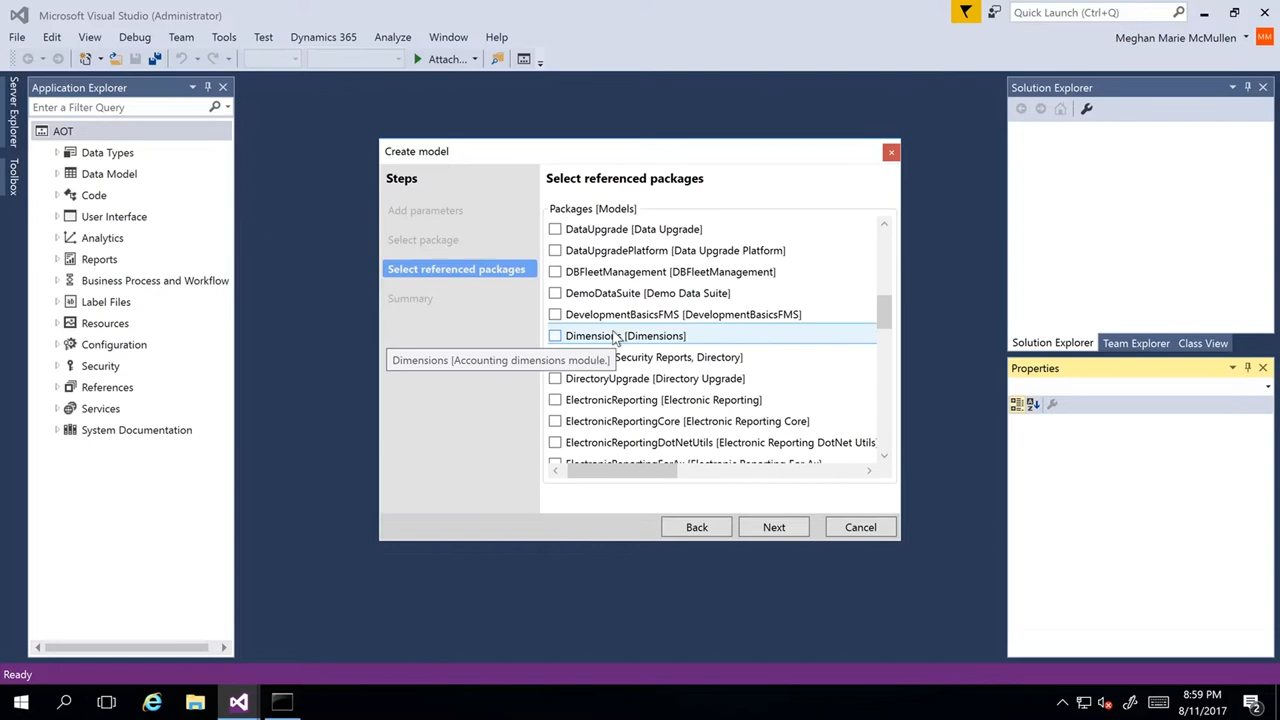 Microsoft Visual Studio (Administrator)
Quick Launch (Ctrl+Q)
File Edit View Debug Team Tools Test Dynamics 365 Analyze Window Help
Meghan Marie McMullen
MM
Attach...
Server Explorer
Toolbox
Application Explorer
Enter a Filter Query
AOT
Data Types
Data Model
Code
User Interface
Analytics
Reports
Business Process and Workflow
Label Files
Resources
Configuration
Security
References
Services
System Documentation
Create model
Steps
Add parameters
Select package
Select referenced packages
Summary
Select referenced packages
Packages [Models]
DataUpgrade [Data Upgrade]
DataUpgradePlatform [Data Upgrade Platform]
DBFleetManagement [DBFleetManagement]
DemoDataSuite [Demo Data Suite]
DevelopmentBasicsFMS [DevelopmentBasicsFMS]
Dimensions [Dimensions]
Dimensions [Accounting dimensions module.]
Security Reports, Directory]
DirectoryUpgrade [Directory Upgrade]
ElectronicReporting [Electronic Reporting]
ElectronicReportingCore [Electronic Reporting Core]
ElectronicReportingDotNetUtils [Electronic Reporting DotNet Utils]
ElectronicReportingForAx [Electronic Reporting For Ax]
Back Next Cancel
Solution Explorer
Solution Explorer Team Explorer Class View
Properties
Ready
8:59 PM
8/11/2017
2